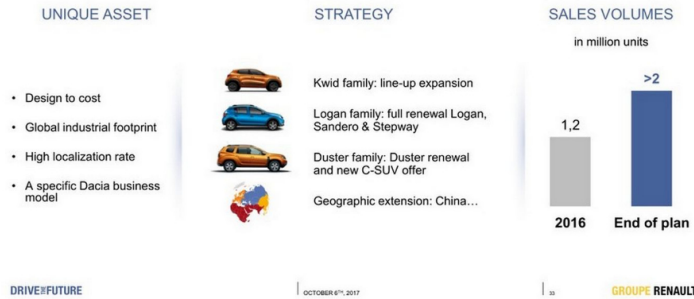 UNIQUE ASSET
• Design to cost
• Global industrial footprint
• High localization rate
• A specific Dacia business
model
STRATEGY
Kwid family: line-up expansion
Logan family: full renewal Logan,
Sandero & Stepway
Duster family: Duster renewal
and new C-SUV offer
Geographic extension: China...
SALES VOLUMES
in million units
>2
1,2
2016 End of plan
DRIVE THE FUTURE
OCTOBER 6TH, 2017
33
GROUPE RENAULT